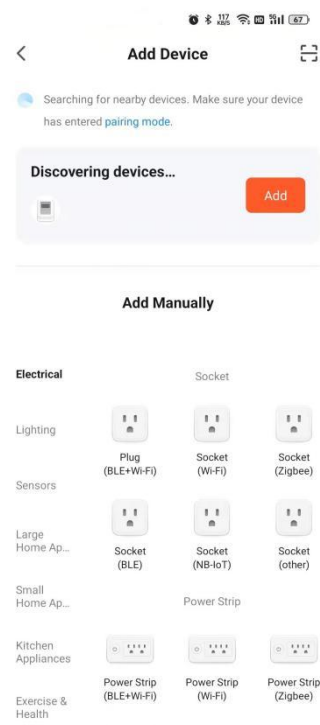 117
KB/S
HD
5G
67
Add Device
Searching for nearby devices. Make sure your device
has entered pairing mode.
Discovering devices...
Add
Add Manually
Electrical
Lighting
Sensors
Large
Home Ap...
Small
Home Ap...
Kitchen
Appliances
Exercise &
Health
Socket
Plug
(BLE+Wi-Fi)
Socket
(Wi-Fi)
Socket
(Zigbee)
Socket
(BLE)
Socket
(NB-IoT)
Socket
(other)
Power Strip
Power Strip
(BLE+Wi-Fi)
Power Strip
(Wi-Fi)
Power Strip
(Zigbee)